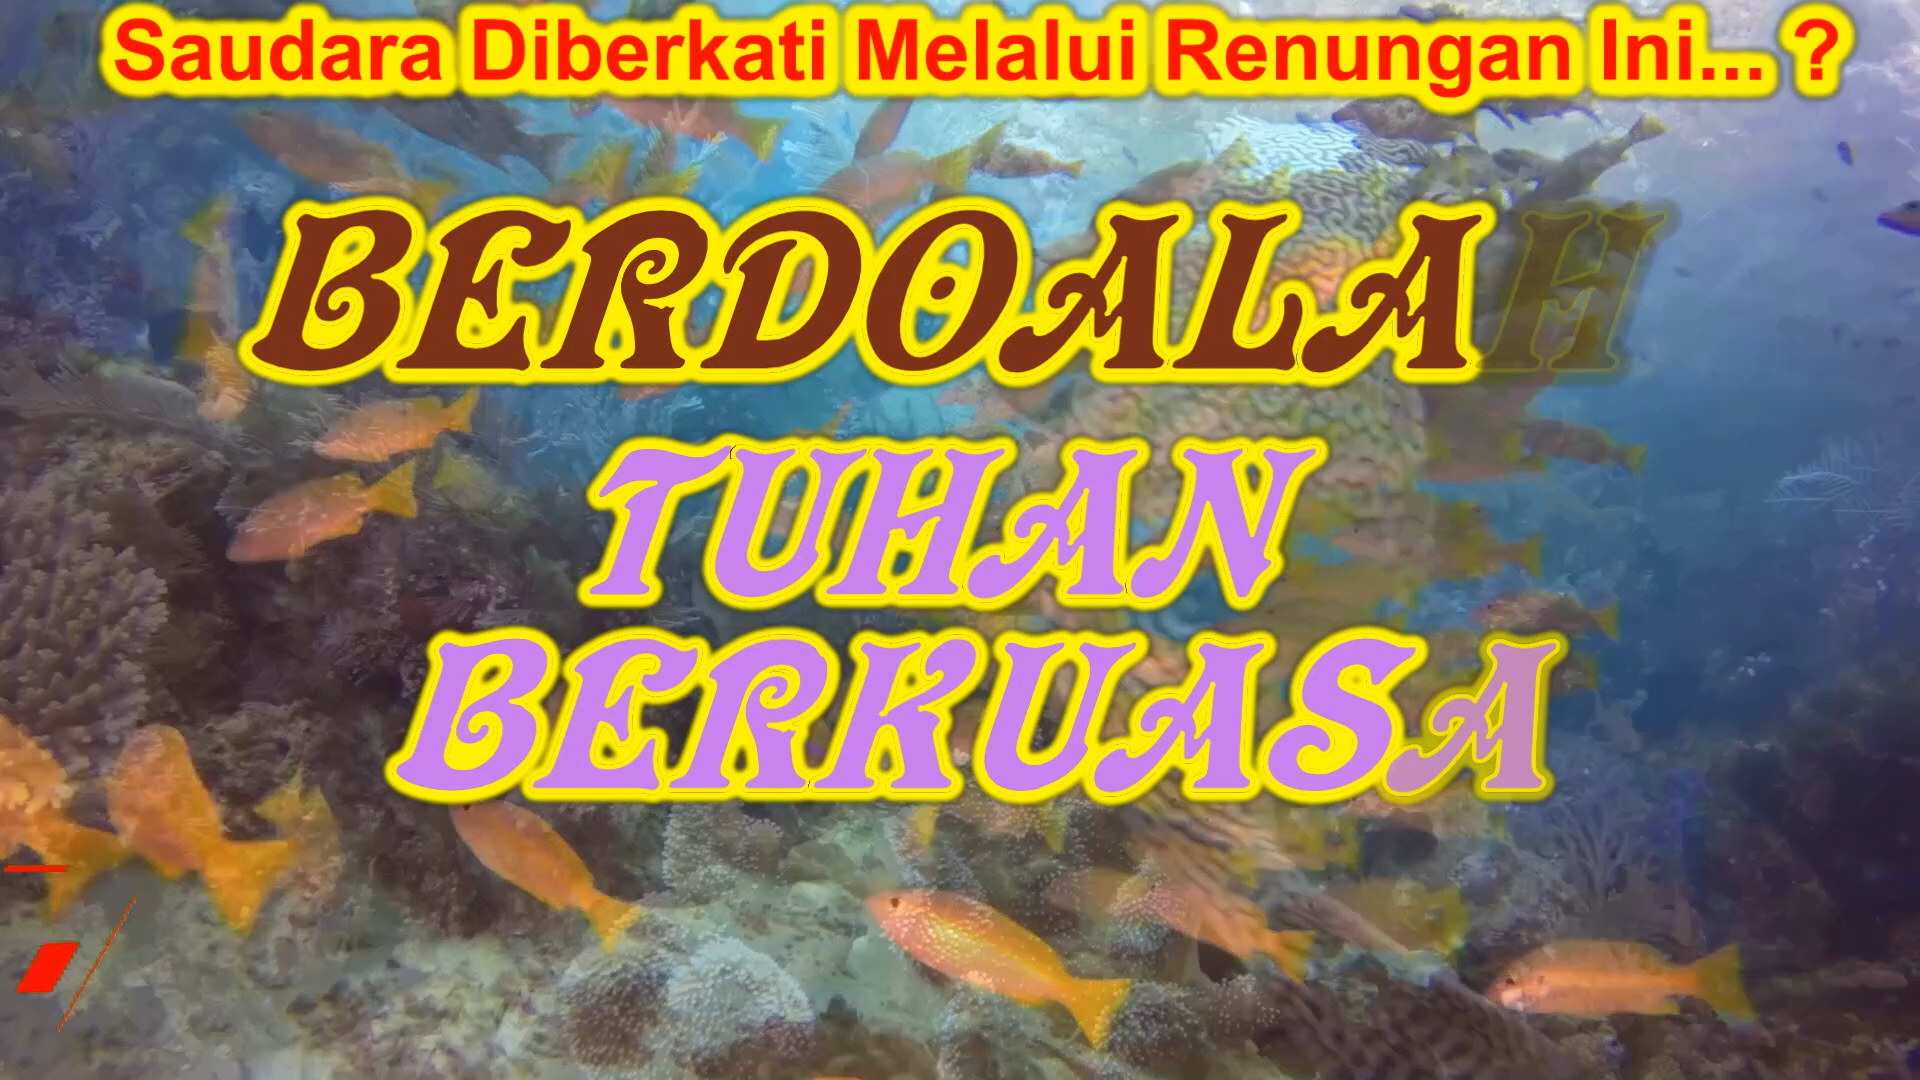 Saudara Diberkati Melalui Renungan Ini... ?
BERDOALAH
TUHAN
BERKUASA